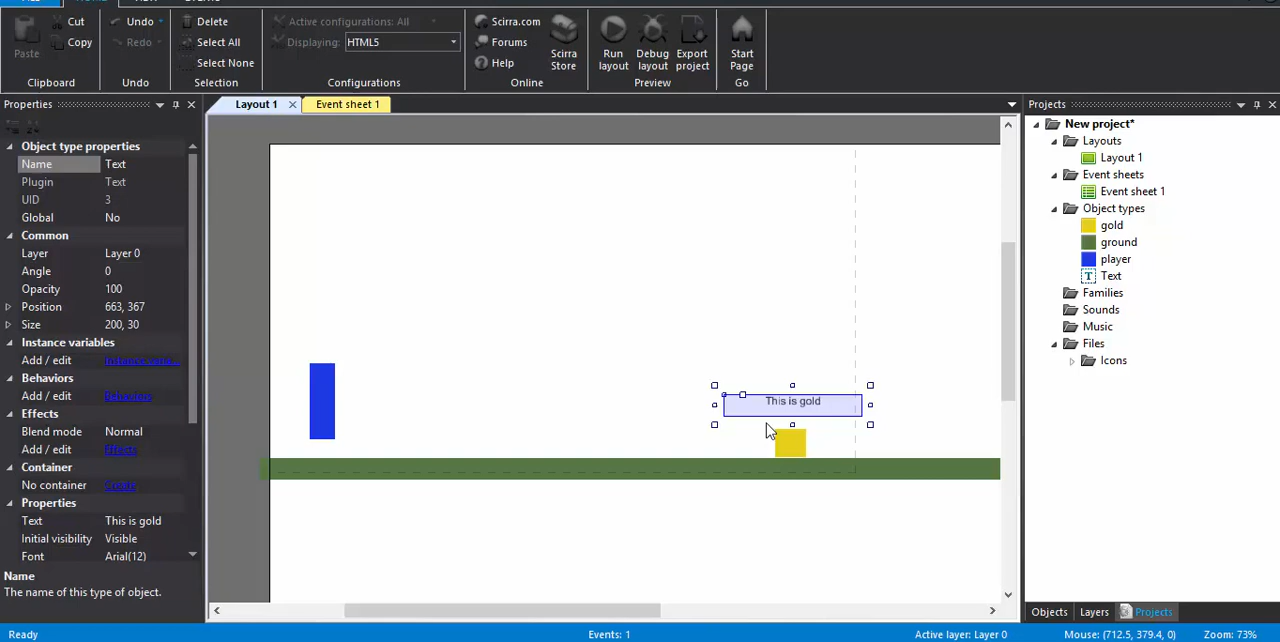 Cut
Copy
Paste
Clipboard
Undo
Redo
Undo
Delete
Select All
Select None
Selection
Active configurations: All
Displaying: HTML5
Configurations
Scirra.com
Forums
Help
Scirra
Store
Online
Run
layout
Debug
layout
Export
project
Preview
Start
Page
Go
Properties
Layout 1
Event sheet 1
Projects
Object type properties
Name Text
Plugin Text
UID 3
Global No
Common
Layer Layer 0
Angle 0
Opacity 100
Position 663, 367
Size 200, 30
Instance variables
Add / edit Instance varia...
Behaviors
Add / edit Behaviors
Effects
Blend mode Normal
Add / edit Effects
Container
No container Create
Properties
Text This is gold
Initial visibility Visible
Font Arial(12)
Name
The name of this type of object.
This is gold
New project*
Layouts
Layout 1
Event sheets
Event sheet 1
Object types
gold
ground
player
T Text
Families
Sounds
Music
Files
Icons
Objects Layers Projects
Ready
Events: 1
Active layer: Layer 0
Mouse: (712.5, 379.4, 0)
Zoom: 73%